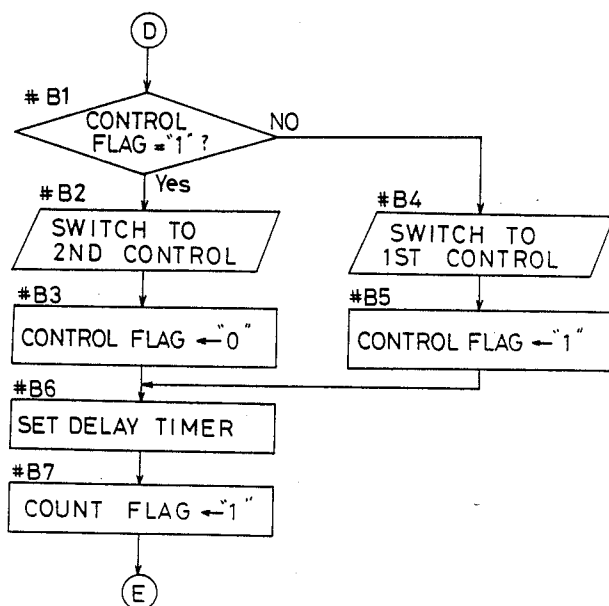 D
#B1
CONTROL
FLAG="1"?
NO
Yes
#B2
SWITCH TO
2ND CONTROL
#B4
SWITCH TO
1ST CONTROL
#B3
CONTROL FLAG ←"0"
#B5
CONTROL FLAG ←"1"
#B6
SET DELAY TIMER
#B7
COUNT FLAG ←"1"
E